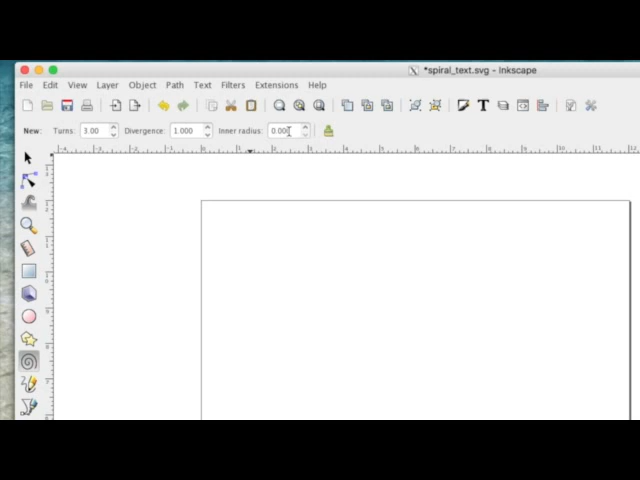 *spiral_text.svg - Inkscape
File Edit View Layer Object Path Text Filters Extensions Help
New: Turns: 3.00 Divergence: 1.000 Inner radius: 0.000